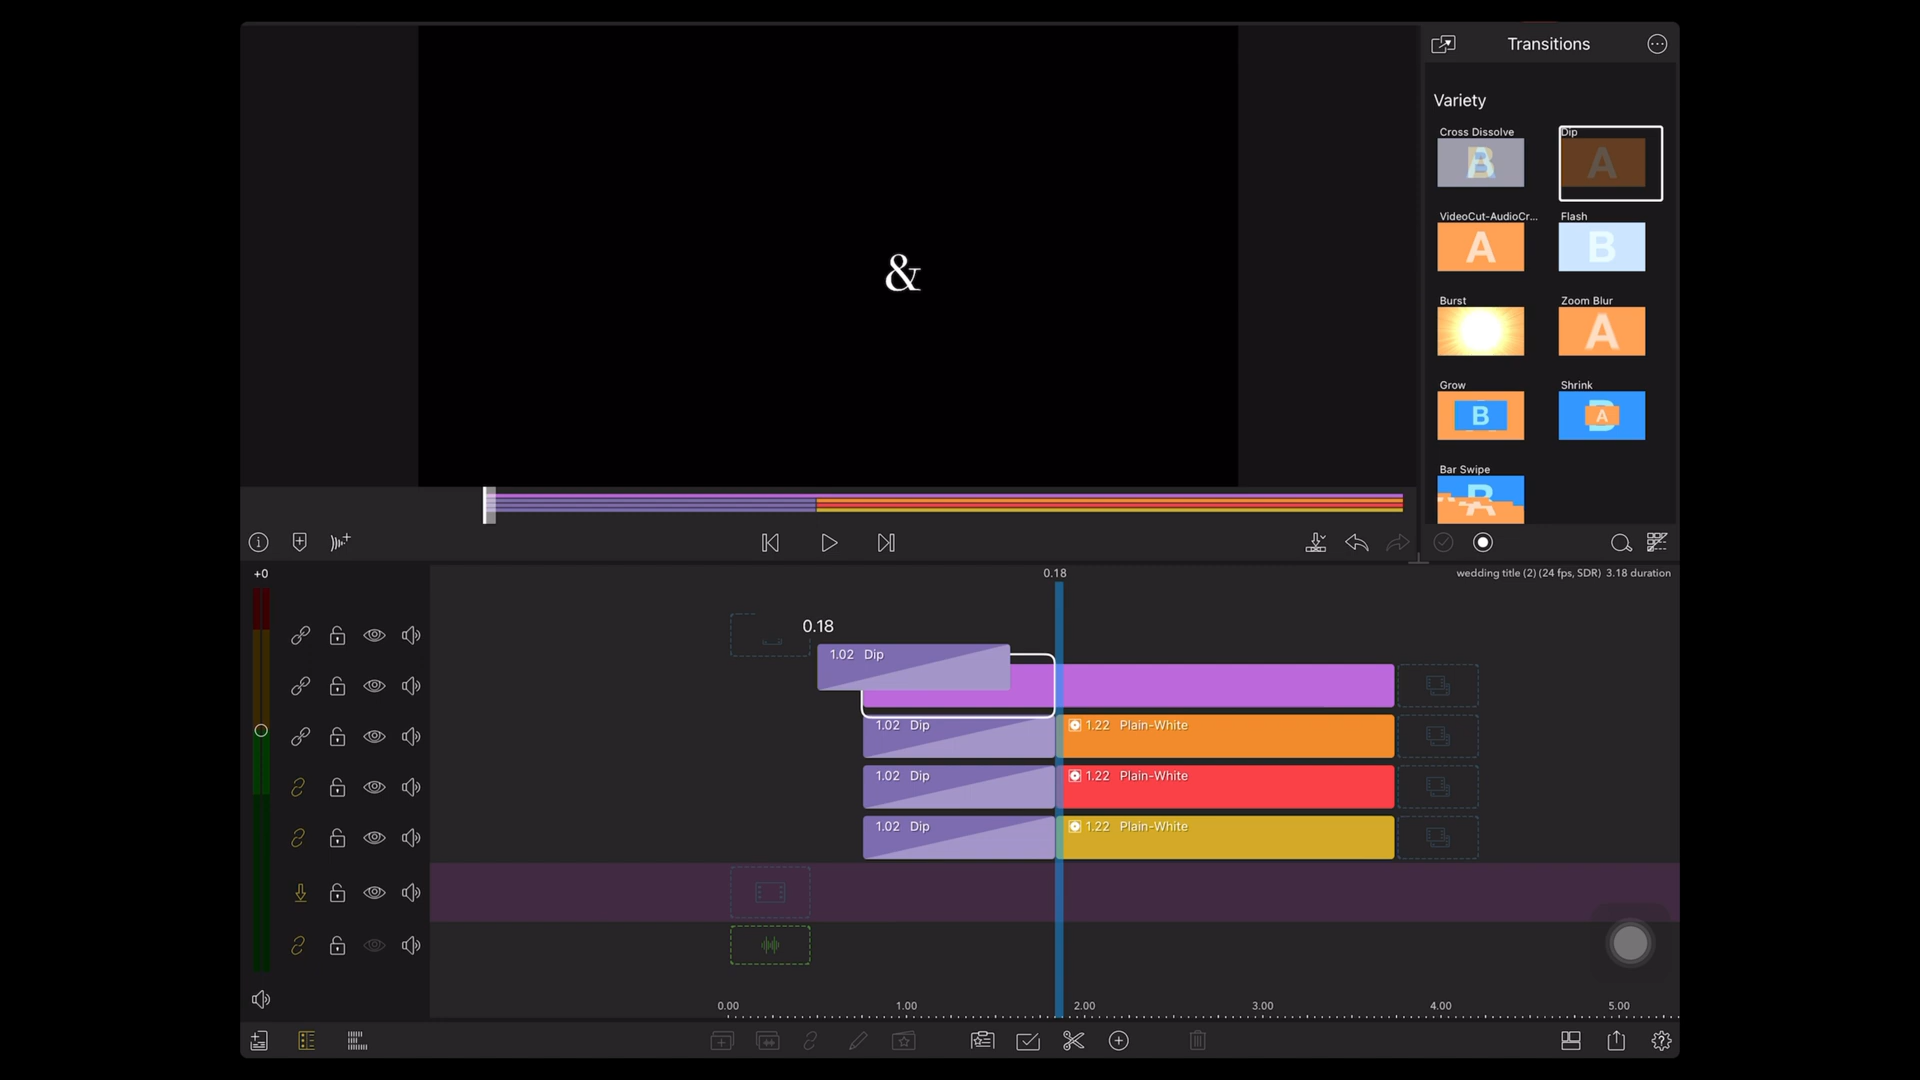 Transitions
Variety
Cross Dissolve
Dip
B
A
VideoCut-AudioCr...
Flash
A
B
Burst
Zoom Blur
A
Grow
Shrink
B
A
Bar Swipe
&
+0
0.18
wedding title (2) (24 fps, SDR) 3.18 duration
0.18
1.02 Dip
1.02 Dip
1.22 Plain-White
1.02 Dip
1.22 Plain-White
1.02 Dip
1.22 Plain-White
0.00 1.00 2.00 3.00 4.00 5.00